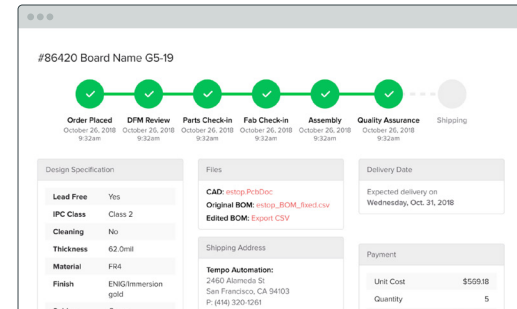 #86420 Board Name G5-19
Order Placed
October 26, 2018
9:32am
DFM Review
October 26, 2018
9:32am
Parts Check-in
October 26, 2018
9:32am
Fab Check-in
October 26, 2018
9:32am
Assembly
October 26, 2018
9:32am
Quality Assurance
October 26, 2018
9:32am
Shipping
Design Specification
Lead Free Yes
IPC Class Class 2
Cleaning No
Thickness 62.0mil
Material FR4
Finish ENIG/Immersion
gold
Files
CAD: estop.PcbDoc
Original BOM: estop_BOM_fixed.csv
Edited BOM: Export CSV
Shipping Address
Tempo Automation:
2460 Alameda St
San Francisco, CA 94103
P: (414) 320-1261
Delivery Date
Expected delivery on
Wednesday, Oct. 31, 2018
Payment
Unit Cost $569.18
Quantity 5